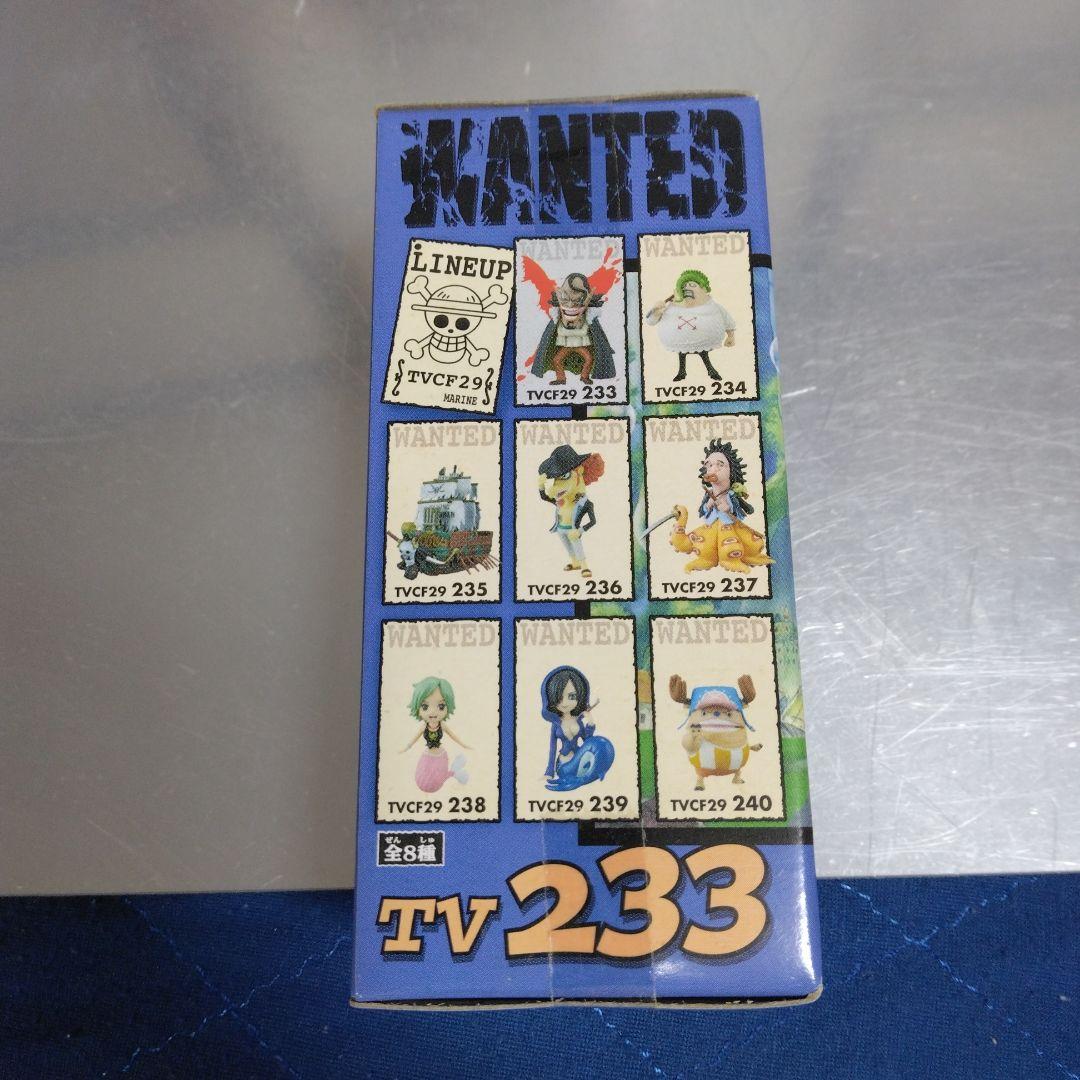 WANTED
LINEUP
TVCF29
MARINE
WANTED
TVCF29 233
WANTED
TVCF29 234
WANTED
TVCF29 235
WANTED
TVCF29 236
WANTED
TVCF29 237
WANTED
TVCF29 238
WANTED
TVCF29 239
WANTED
TVCF29 240
ぜん しゅ
全8種
TV 233